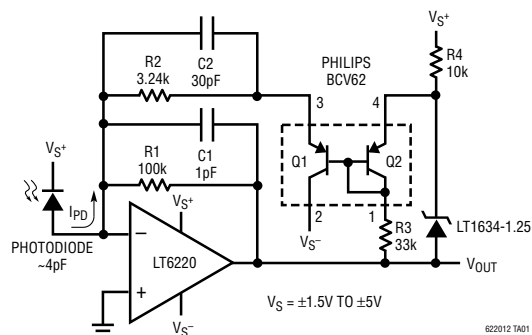 VS+
C2
30pF
R2
3.24k
PHILIPS
BCV62
R4
10k
3
4
C1
1pF
R1
100k
Q1
Q2
VS+
IPD
2
VS–
1
R3
33k
LT1634-1.25
PHOTODIODE
~4pF
VS+
–
LT6220
+
VS–
VOUT
VS = ±1.5V TO ±5V
622012 TA01